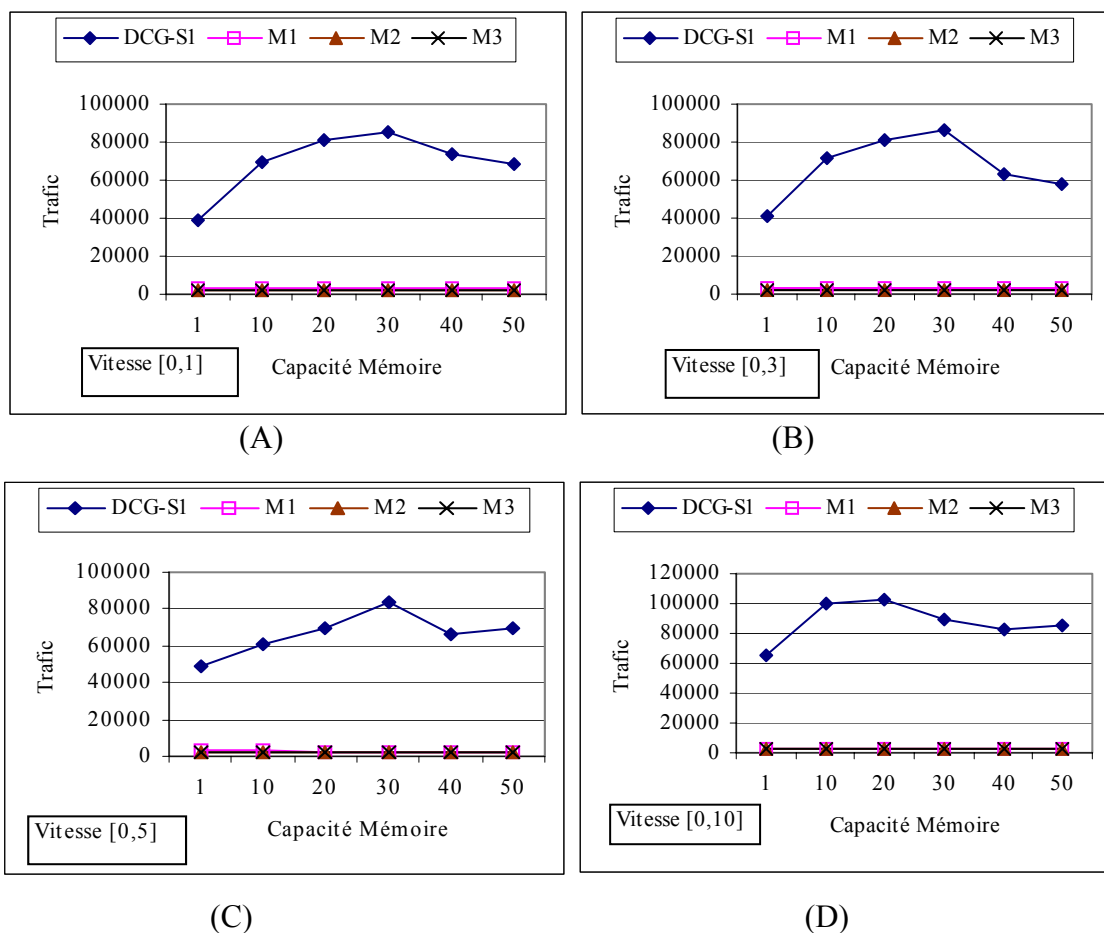 DCG-S1 M1 M2 M3
100000
80000
60000
40000
20000
0
Trafic
1 10 20 30 40 50
Vitesse [0,1]
Capacité Mémoire
(A)
DCG-S1 M1 M2 M3
100000
80000
60000
40000
20000
0
Trafic
1 10 20 30 40 50
Vitesse [0,3]
Capacité Mémoire
(B)
DCG-S1 M1 M2 M3
100000
80000
60000
40000
20000
0
Trafic
1 10 20 30 40 50
Vitesse [0,5]
Capacité Mémoire
(C)
DCG-S1 M1 M2 M3
120000
100000
80000
60000
40000
20000
0
Trafic
1 10 20 30 40 50
Vitesse [0,10]
Capacité Mémoire
(D)